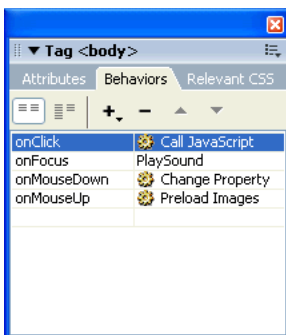 Tag <body>
Attributes Behaviors Relevant CSS
onClick Call JavaScript
onFocus PlaySound
onMouseDown Change Property
onMouseUp Preload Images